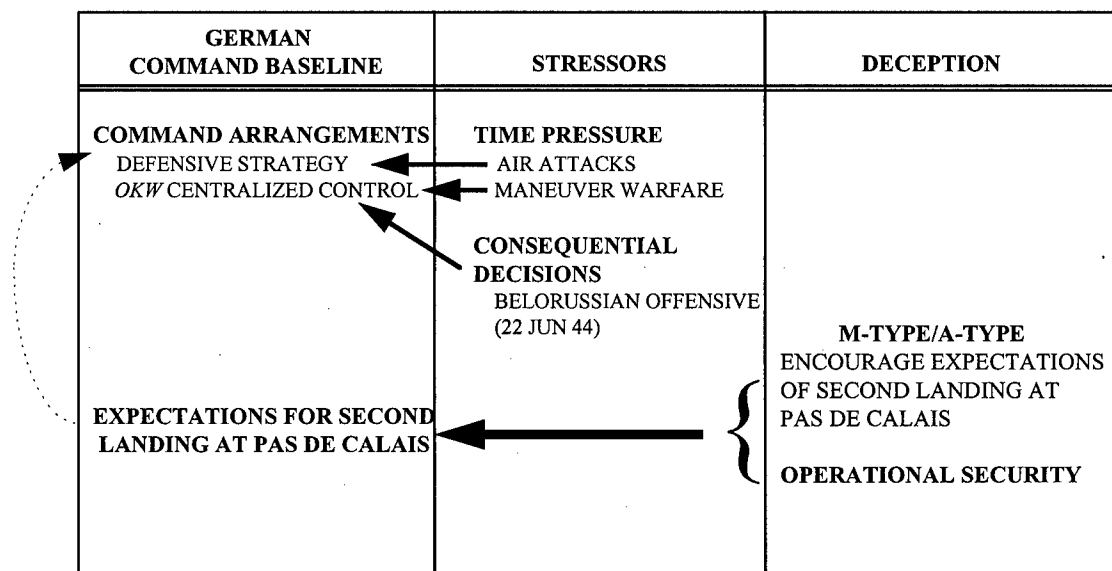 GERMAN
COMMAND BASELINE
STRESSORS
DECEPTION
COMMAND ARRANGEMENTS
DEFENSIVE STRATEGY
OKW CENTRALIZED CONTROL
EXPECTATIONS FOR SECOND
LANDING AT PAS DE CALAIS
TIME PRESSURE
AIR ATTACKS
MANEUVER WARFARE
CONSEQUENTIAL
DECISIONS
BELORUSSIAN OFFENSIVE
(22 JUN 44)
M-TYPE/A-TYPE
ENCOURAGE EXPECTATIONS
OF SECOND LANDING AT
PAS DE CALAIS
OPERATIONAL SECURITY